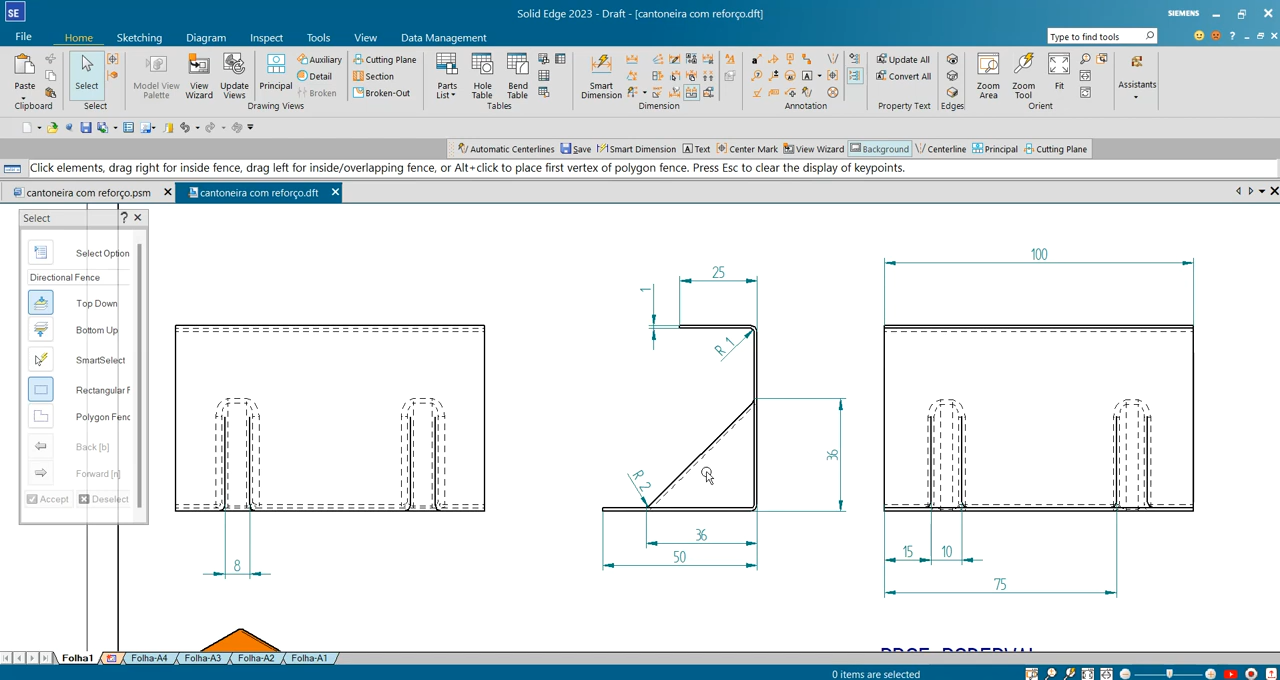 SE
Solid Edge 2023 - Draft - [cantoneira com reforço.dft]
SIEMENS
File Home Sketching Diagram Inspect Tools Data Management View
Type to find tools
Paste
Clipboard
Select
Select
Model View Palette
View Wizard
Update Views
Principal
Auxiliary
Detail
Broken
Cutting Plane
Section
Broken-Out
Drawing Views
Parts List
Hole Table
Bend Table
Tables
Smart Dimension
Dimension
Annotation
Update All
Convert All
Property Text
Edges
Zoom Area
Zoom Tool
Fit
Orient
Assistants
Automatic Centerlines Save Smart Dimension Text Center Mark View Wizard Background Centerline Principal Cutting Plane
Click elements, drag right for inside fence, drag left for inside/overlapping fence, or Alt+click to place first vertex of polygon fence. Press Esc to clear the display of keypoints.
cantoneira com reforço.psm cantoneira com reforço.dft
Select
Select Option
Directional Fence
Top Down
Bottom Up
SmartSelect
Rectangular F
Polygon Fenc
Back [b]
Forward [n]
Accept Deselect
100
25
1
R 1
36
R 2
36
50
8
15 10
75
Folha1 Folha-A4 Folha-A3 Folha-A2 Folha-A1
0 items are selected